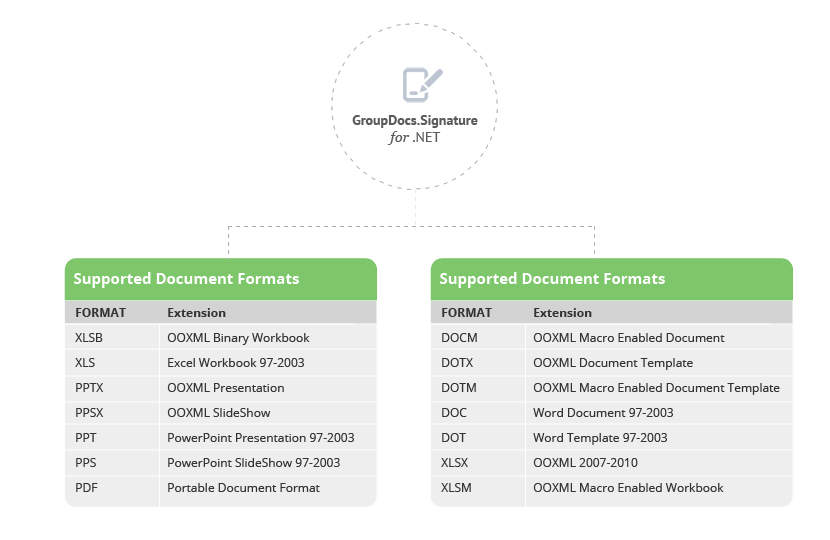 GroupDocs.Signature
for .NET
Supported Document Formats
FORMAT Extension
XLSB OOXML Binary Workbook
XLS Excel Workbook 97-2003
PPTX OOXML Presentation
PPSX OOXML SlideShow
PPT PowerPoint Presentation 97-2003
PPS PowerPoint SlideShow 97-2003
PDF Portable Document Format
Supported Document Formats
FORMAT Extension
DOCM OOXML Macro Enabled Document
DOTX OOXML Document Template
DOTM OOXML Macro Enabled Document Template
DOC Word Document 97-2003
DOT Word Template 97-2003
XLSX OOXML 2007-2010
XLSM OOXML Macro Enabled Workbook